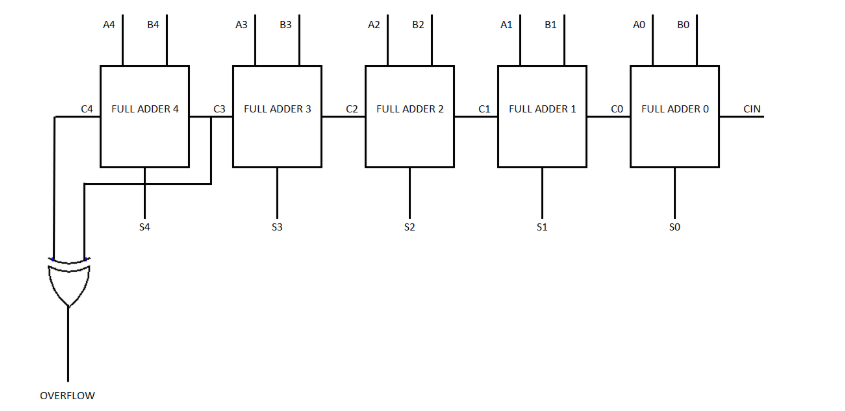 A4 B4 A3 B3 A2 B2 A1 B1 A0 B0
C4 FULL ADDER 4 C3 FULL ADDER 3 C2 FULL ADDER 2 C1 FULL ADDER 1 C0 FULL ADDER 0 CIN
S4 S3 S2 S1 S0
OVERFLOW